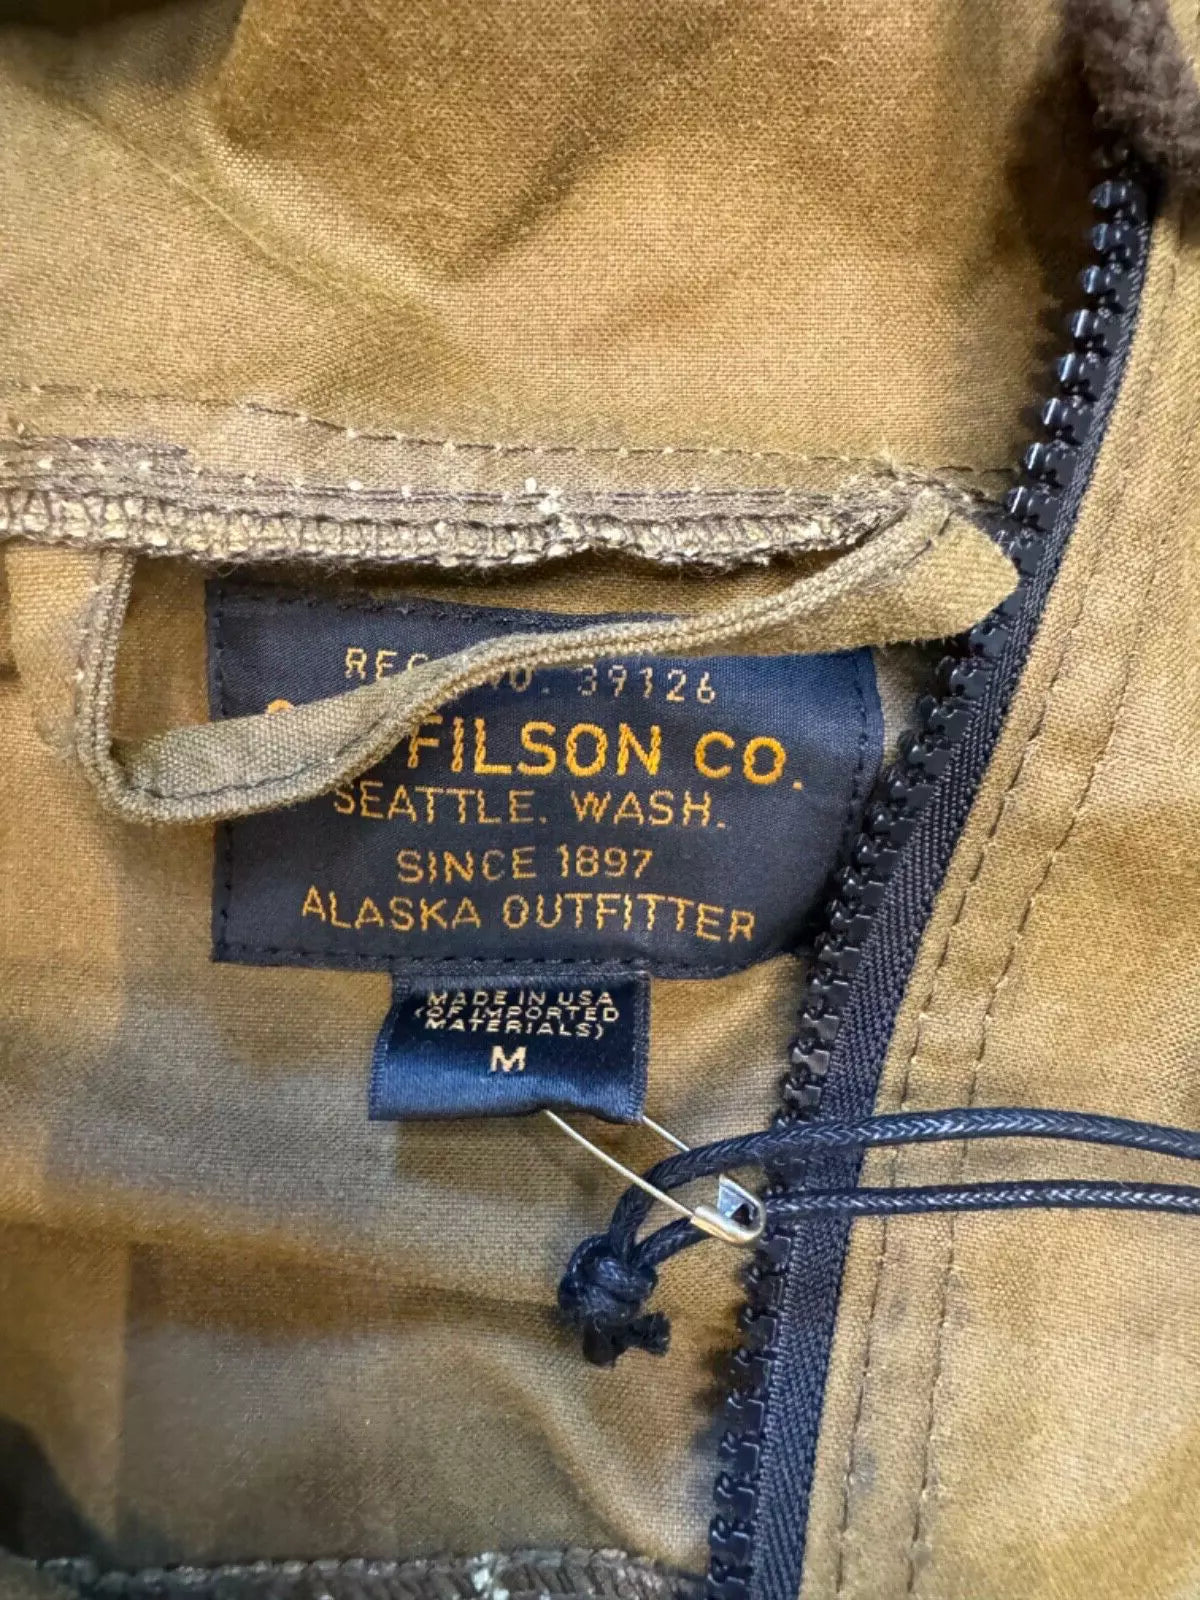 39126
FILSON CO.
SEATTLE, WASH.
SINCE 1897
ALASKA OUTFITTER
MADE IN USA
(OF IMPORTED
MATERIALS)
M